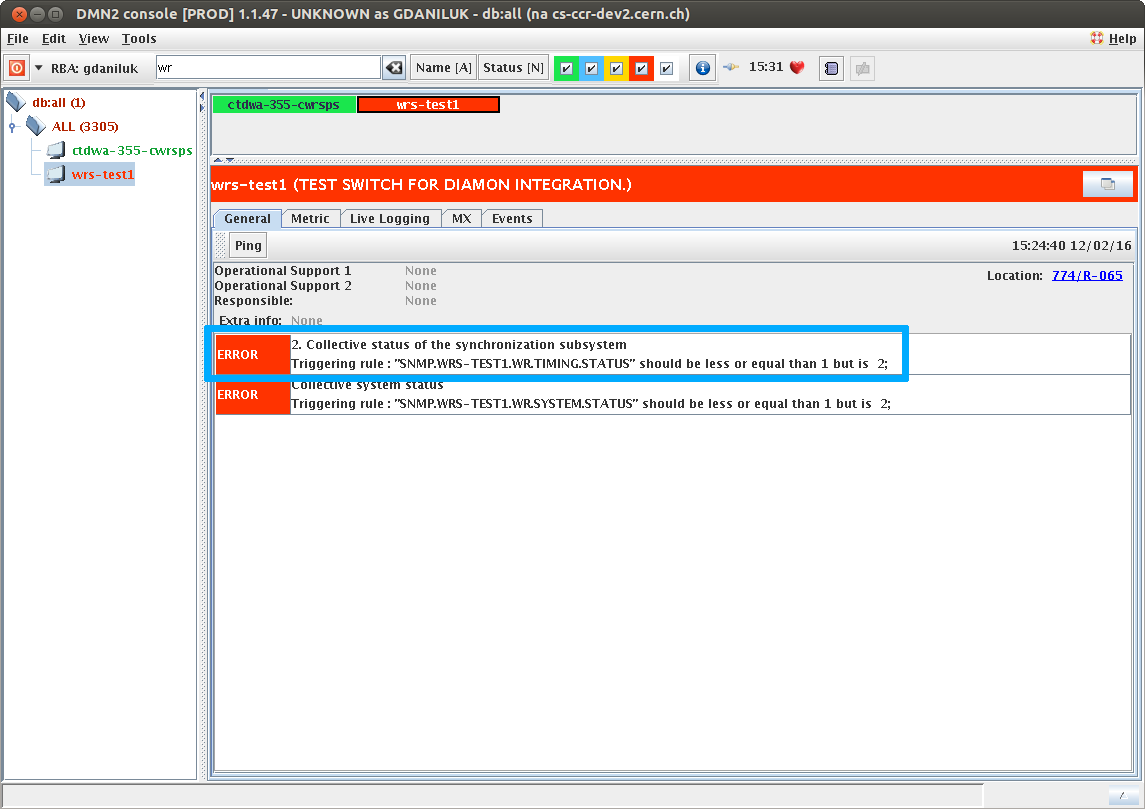 DMN2 console [PROD] 1.1.47 - UNKNOWN as GDANILUK - db:all (na cs-ccr-dev2.cern.ch)
File Edit View Tools Help
RBA: gdaniluk wr Name [A] Status [N] 15:31
db:all (1)
ALL (3305)
ctdwa-355-cwrsps
wrs-test1
ctdwa-355-cwrsps wrs-test1
wrs-test1 (TEST SWITCH FOR DIAMON INTEGRATION.)
General Metric Live Logging MX Events
Ping 15:24:40 12/02/16
Operational Support 1 None
Operational Support 2 None
Responsible: None
Location: 774/R-065
Extra info: None
ERROR
2. Collective status of the synchronization subsystem
Triggering rule : "SNMP.WRS-TEST1.WR.TIMING.STATUS" should be less or equal than 1 but is 2;
ERROR
Collective system status
Triggering rule : "SNMP.WRS-TEST1.WR.SYSTEM.STATUS" should be less or equal than 1 but is 2;